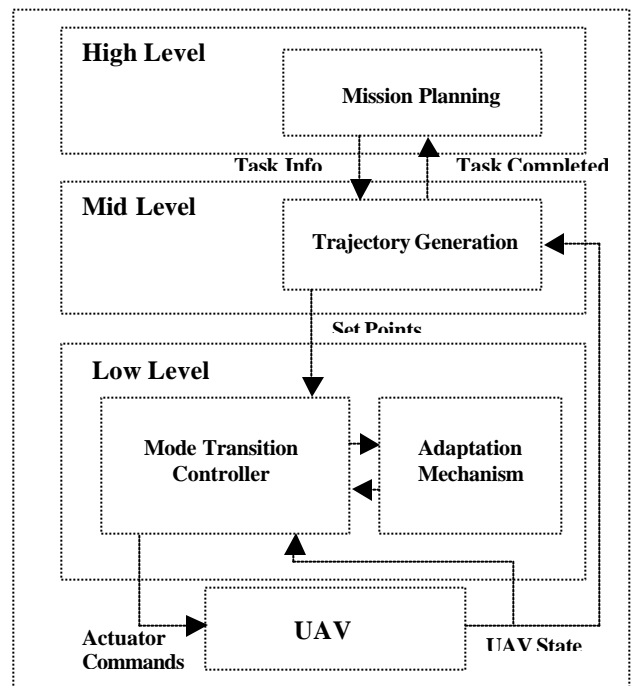 High Level
Mission Planning
Task Info
Task Completed
Mid Level
Trajectory Generation
Set Points
Low Level
Mode Transition
Controller
Adaptation
Mechanism
UAV
Actuator
Commands
UAV State